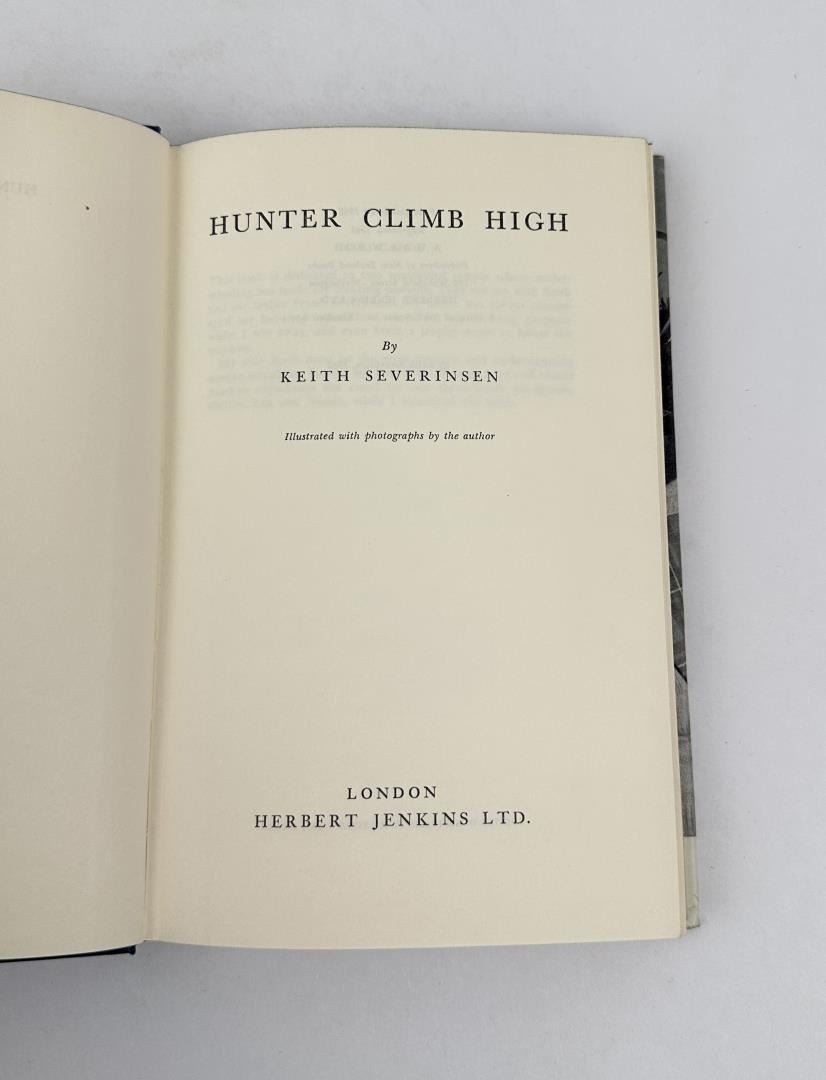 HUNTER CLIMB HIGH
By
KEITH SEVERINSEN
Illustrated with photographs by the author
LONDON
HERBERT JENKINS LTD.